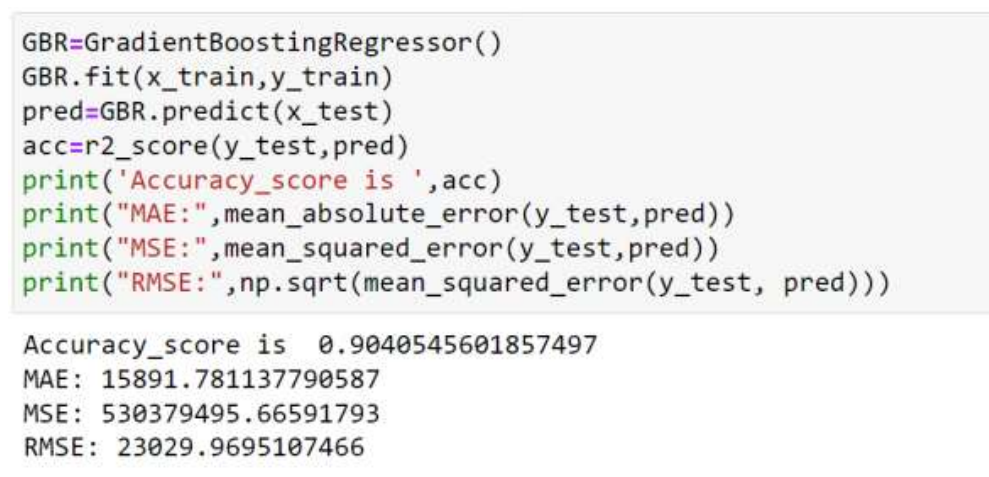 GBR=GradientBoostingRegressor()
GBR.fit(x_train,y_train)
pred=GBR.predict(x_test)
acc=r2_score(y_test,pred)
print('Accuracy_score is ',acc)
print("MAE:",mean_absolute_error(y_test,pred))
print("MSE:",mean_squared_error(y_test,pred))
print("RMSE:",np.sqrt(mean_squared_error(y_test, pred)))
Accuracy_score is  0.9040545601857497
MAE: 15891.781137790587
MSE: 530379495.66591793
RMSE: 23029.9695107466